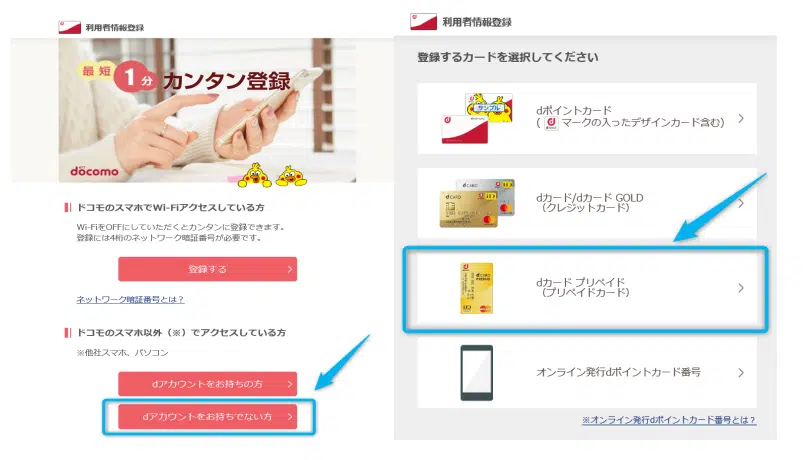 利用者情報登録
最短
1分
カンタン登録
docomo
ドコモのスマホでWi-Fiアクセスしている方
Wi-FiをOFFにしていただくとカンタンに登録できます。
登録には4桁のネットワーク暗証番号が必要です。
登録する
ネットワーク暗証番号とは？
ドコモのスマホ以外（※）でアクセスしている方
※他社スマホ、パソコン
dアカウントをお持ちの方
dアカウントをお持ちでない方
利用者情報登録
登録するカードを選択してください
サンプル
dポイントカード
( d マークの入ったデザインカード含む)
dカード/dカード GOLD
（クレジットカード）
dカード プリペイド
（プリペイドカード）
オンライン発行dポイントカード番号
※オンライン発行dポイントカード番号とは？